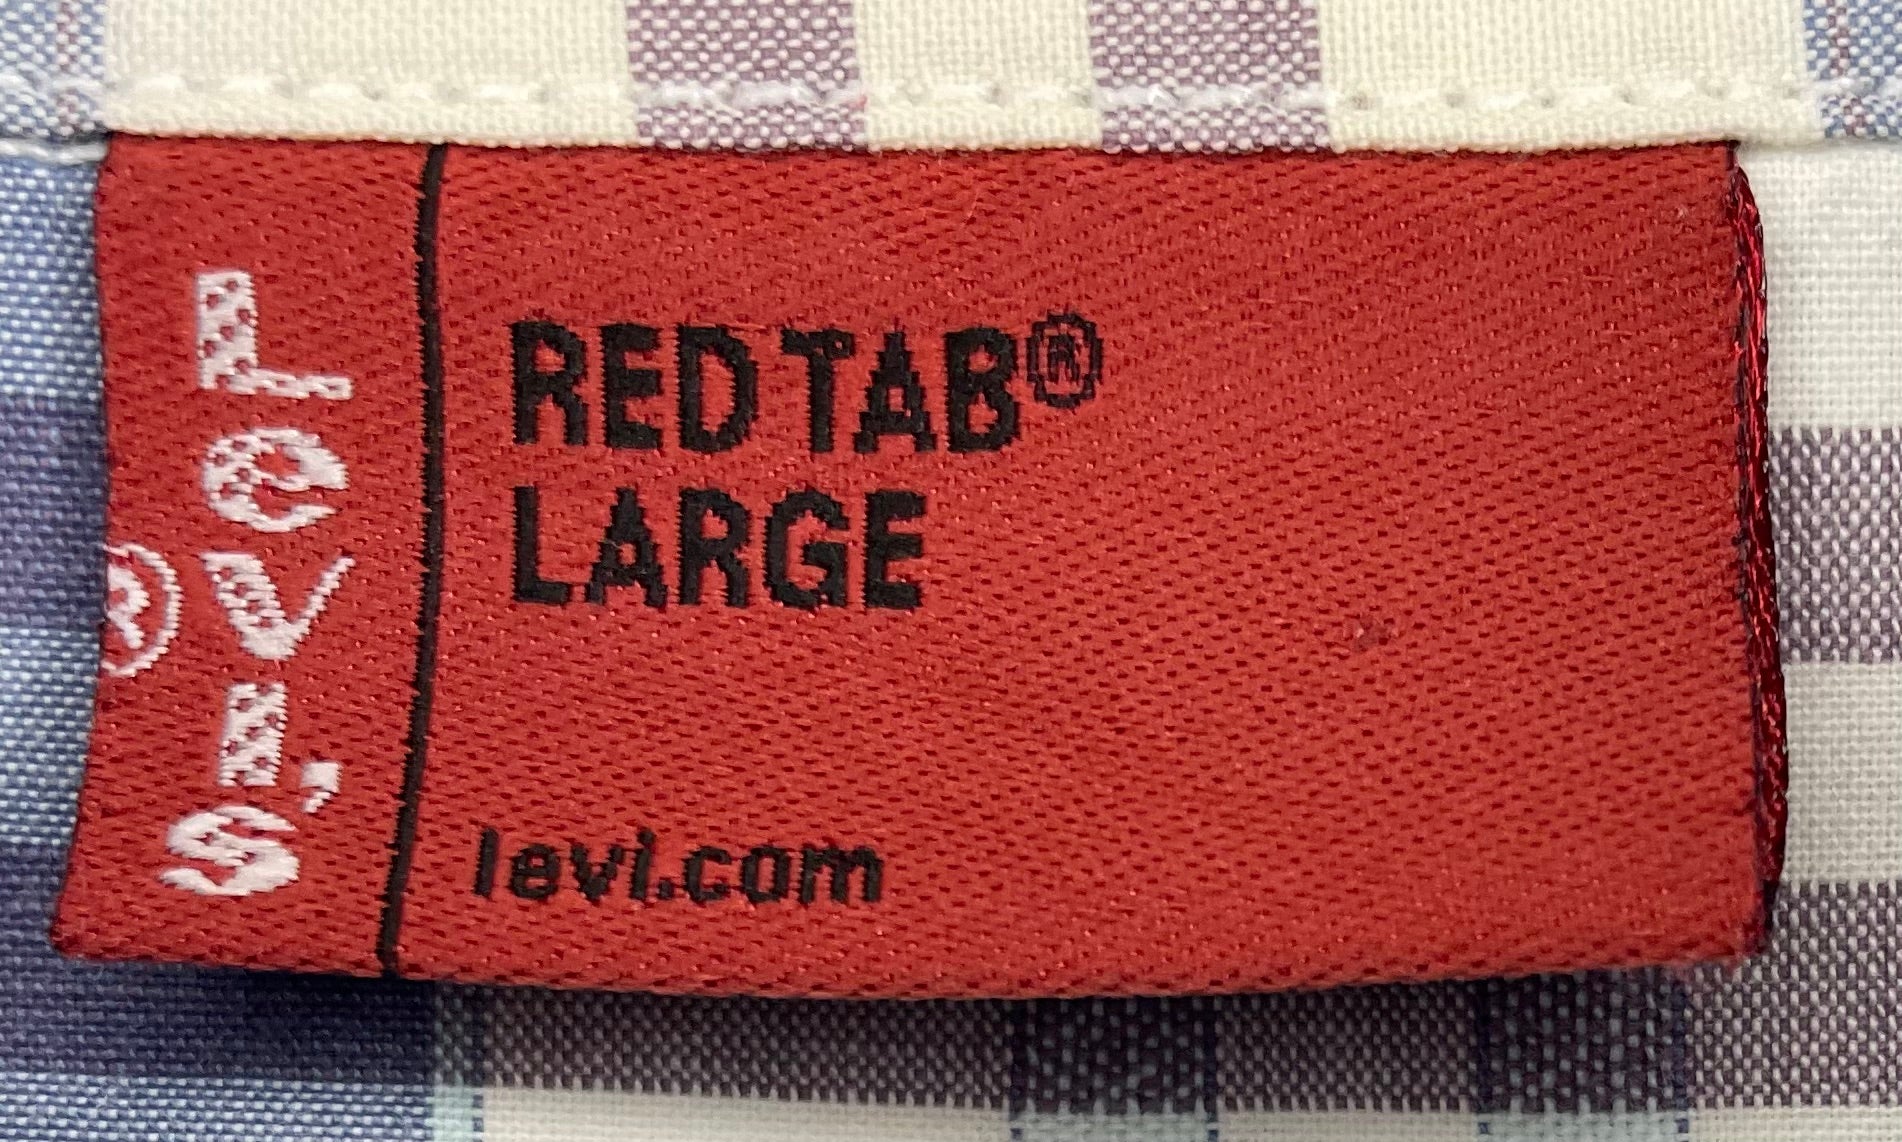 Levi's
®
RED TAB®
LARGE
levi.com